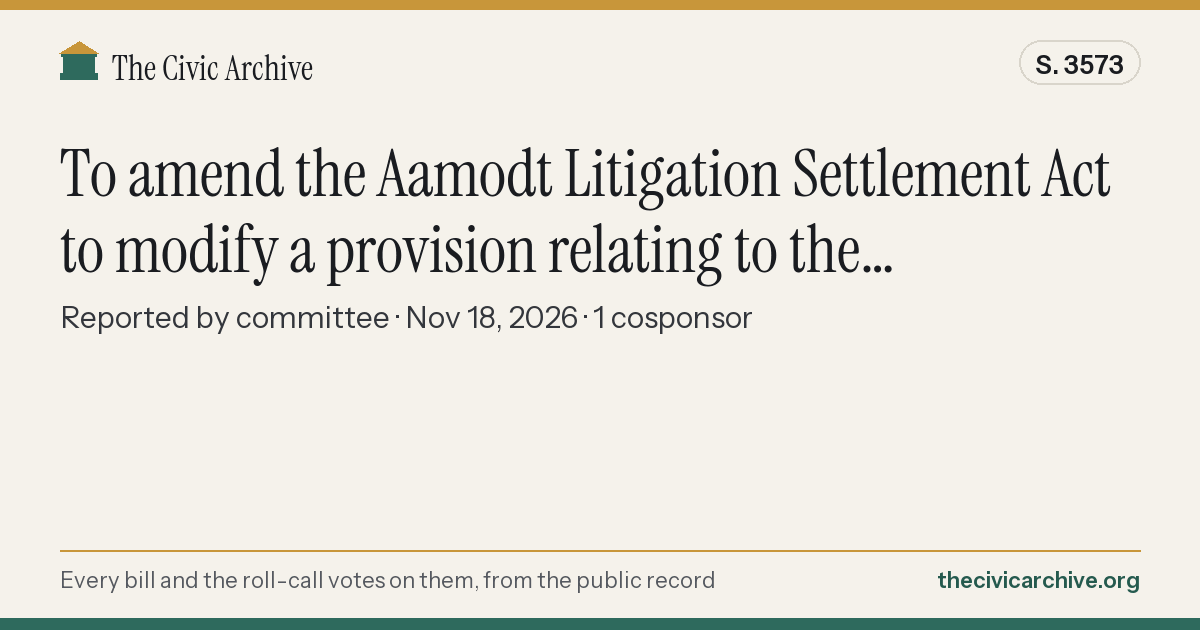 The Civic Archive
S. 3573
To amend the Aamodt Litigation Settlement Act
to modify a provision relating to the...
Reported by committee · Nov 18, 2026 · 1 cosponsor
Every bill and the roll-call votes on them, from the public record
thecivicarchive.org